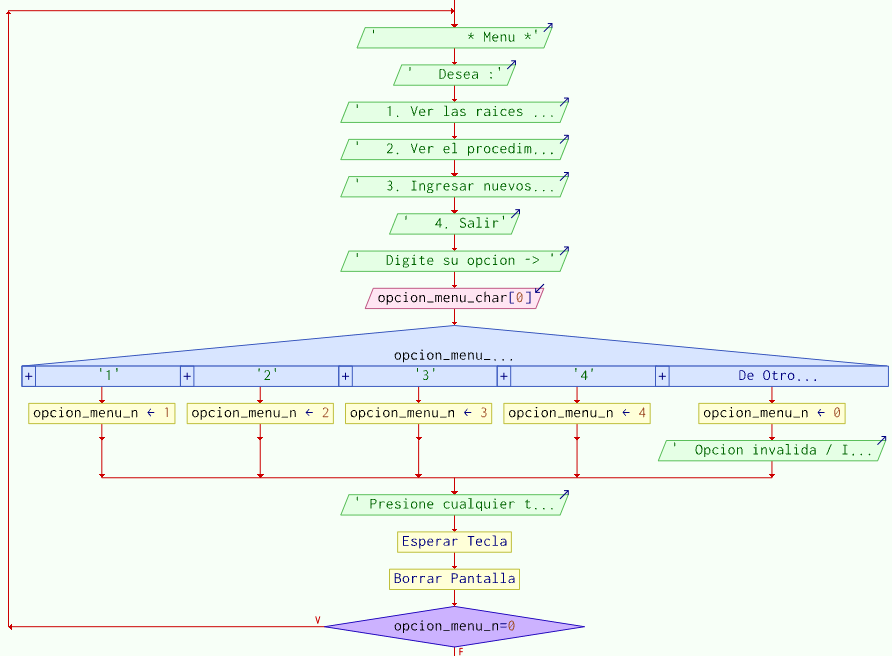 '            * Menu *'
'   Desea :'
'   1. Ver las raices ...
'   2. Ver el procedim...
'   3. Ingresar nuevos...
'   4. Salir'
'   Digite su opcion -> '
opcion_menu_char[0]
opcion_menu_...
+ '1' + '2' + '3' + '4' + De Otro...
opcion_menu_n ← 1 opcion_menu_n ← 2 opcion_menu_n ← 3 opcion_menu_n ← 4 opcion_menu_n ← 0
'  Opcion invalida / I...
' Presione cualquier t...
Esperar Tecla
Borrar Pantalla
V
opcion_menu_n=0
F